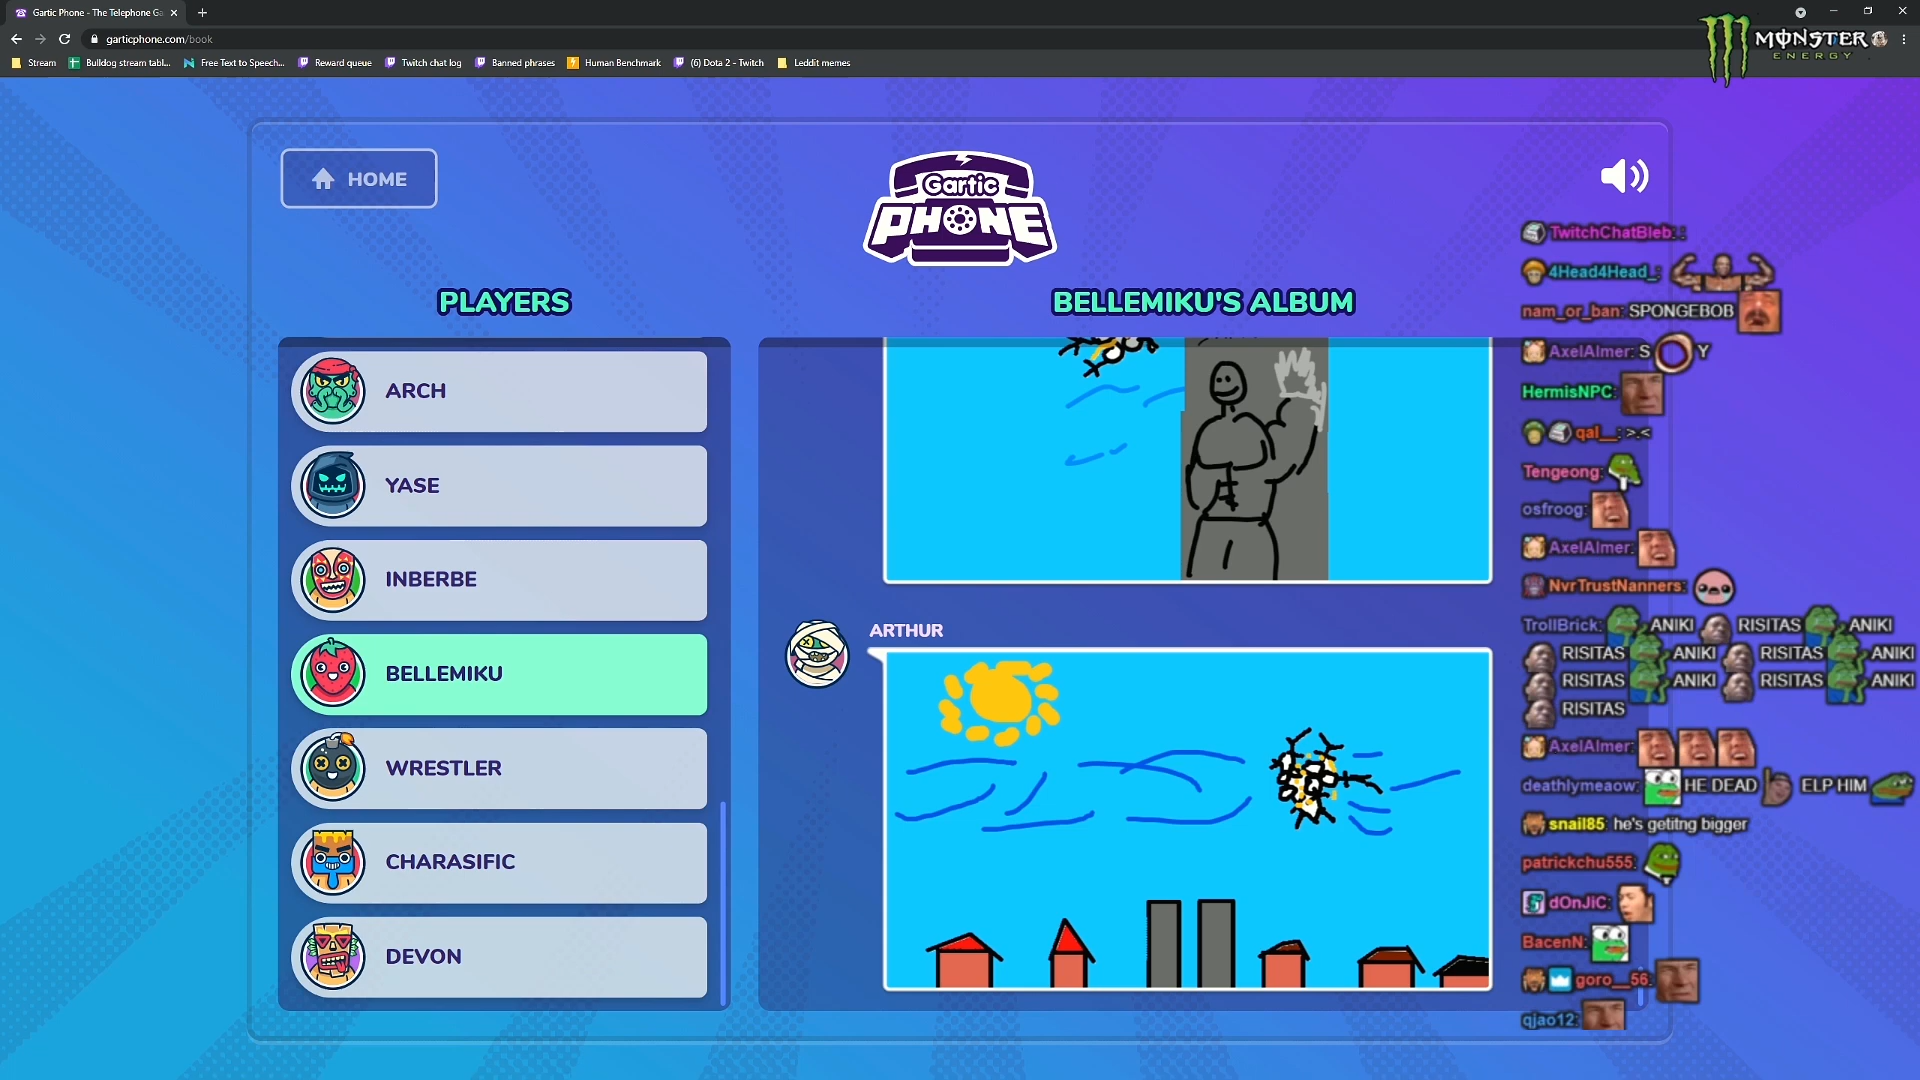 Gartic Phone - The Telephone Ga
garticphone.com/book
Stream
Bulldog stream tabl...
Free Text to Speech...
Reward queue
Twitch chat log
Banned phrases
Human Benchmark
(6) Dota 2 - Twitch
Leddit memes
MONSTER
ENERGY
HOME
Gartic
PHONE
PLAYERS
BELLEMIKU'S ALBUM
ARCH
YASE
INBERBE
BELLEMIKU
WRESTLER
CHARASIFIC
DEVON
ARTHUR
TwitchChatBleb: :
4Head4Head_:
nam_or_ban: SPONGEBOB
AxelAlmer: S Y
HermisNPC:
qal__: >.<
Tengeong:
osfroog:
AxelAlmer:
NvrTrustNanners:
TrollBrick: ANIKI RISITAS ANIKI
RISITAS ANIKI RISITAS ANIKI
RISITAS ANIKI RISITAS ANIKI
RISITAS
AxelAlmer:
deathlymeaow: HE DEAD ELP HIM
snail85: he's getitng bigger
patrickchu555:
dOnJiC:
BacenN:
goro__56:
qjao12: